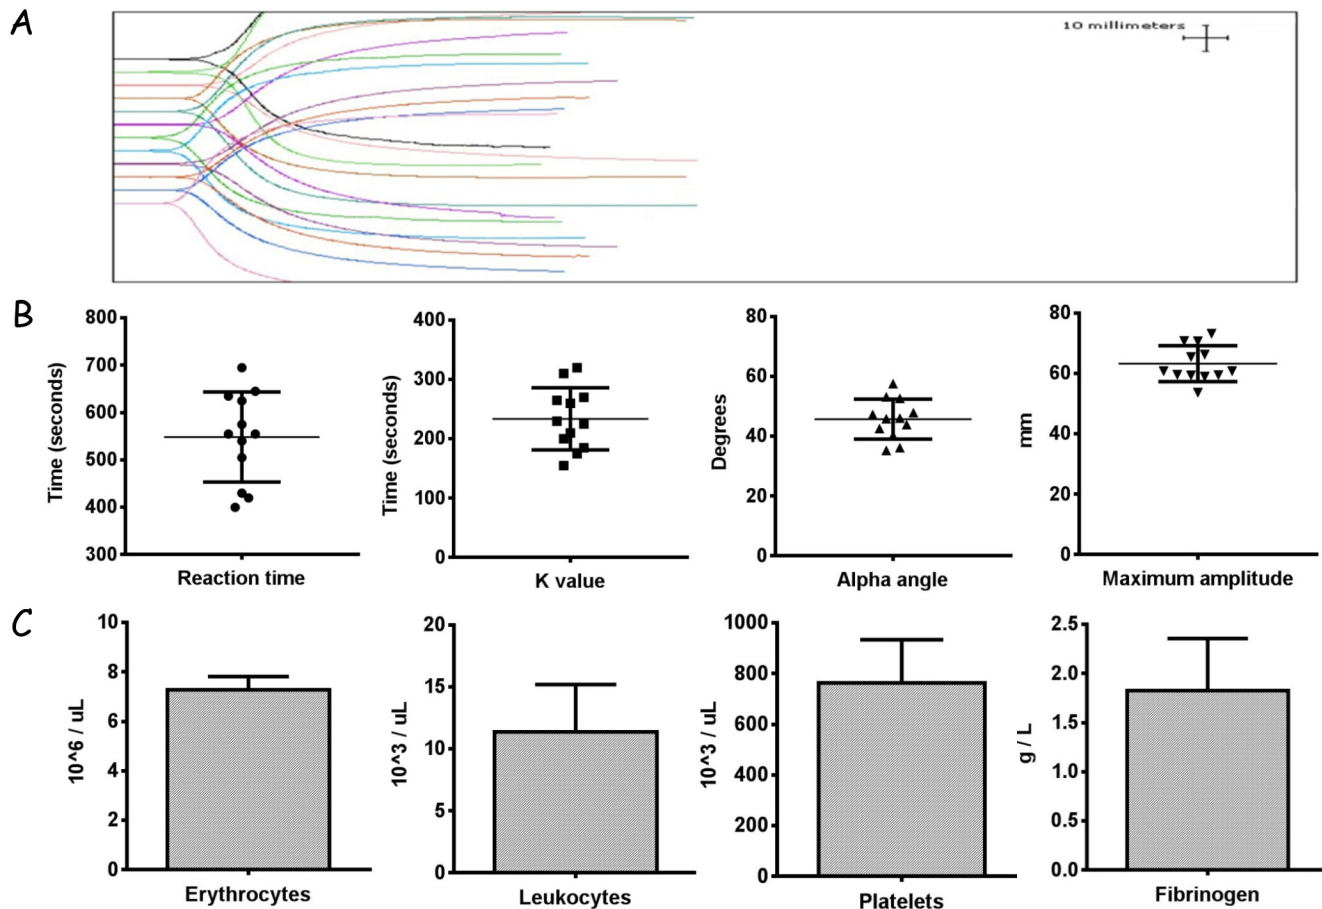 A
10 millimeters
B
800
700
600
500
400
300
Time (seconds)
Reaction time
400
300
200
100
0
Time (seconds)
K value
80
60
40
20
0
Degrees
Alpha angle
80
60
40
20
0
mm
Maximum amplitude
C
10
8
6
4
2
0
10^6 / uL
Erythrocytes
20
15
10
5
0
10^3 / uL
Leukocytes
1000
800
600
400
200
0
10^3 / uL
Platelets
2.5
2.0
1.5
1.0
0.5
0.0
g / L
Fibrinogen